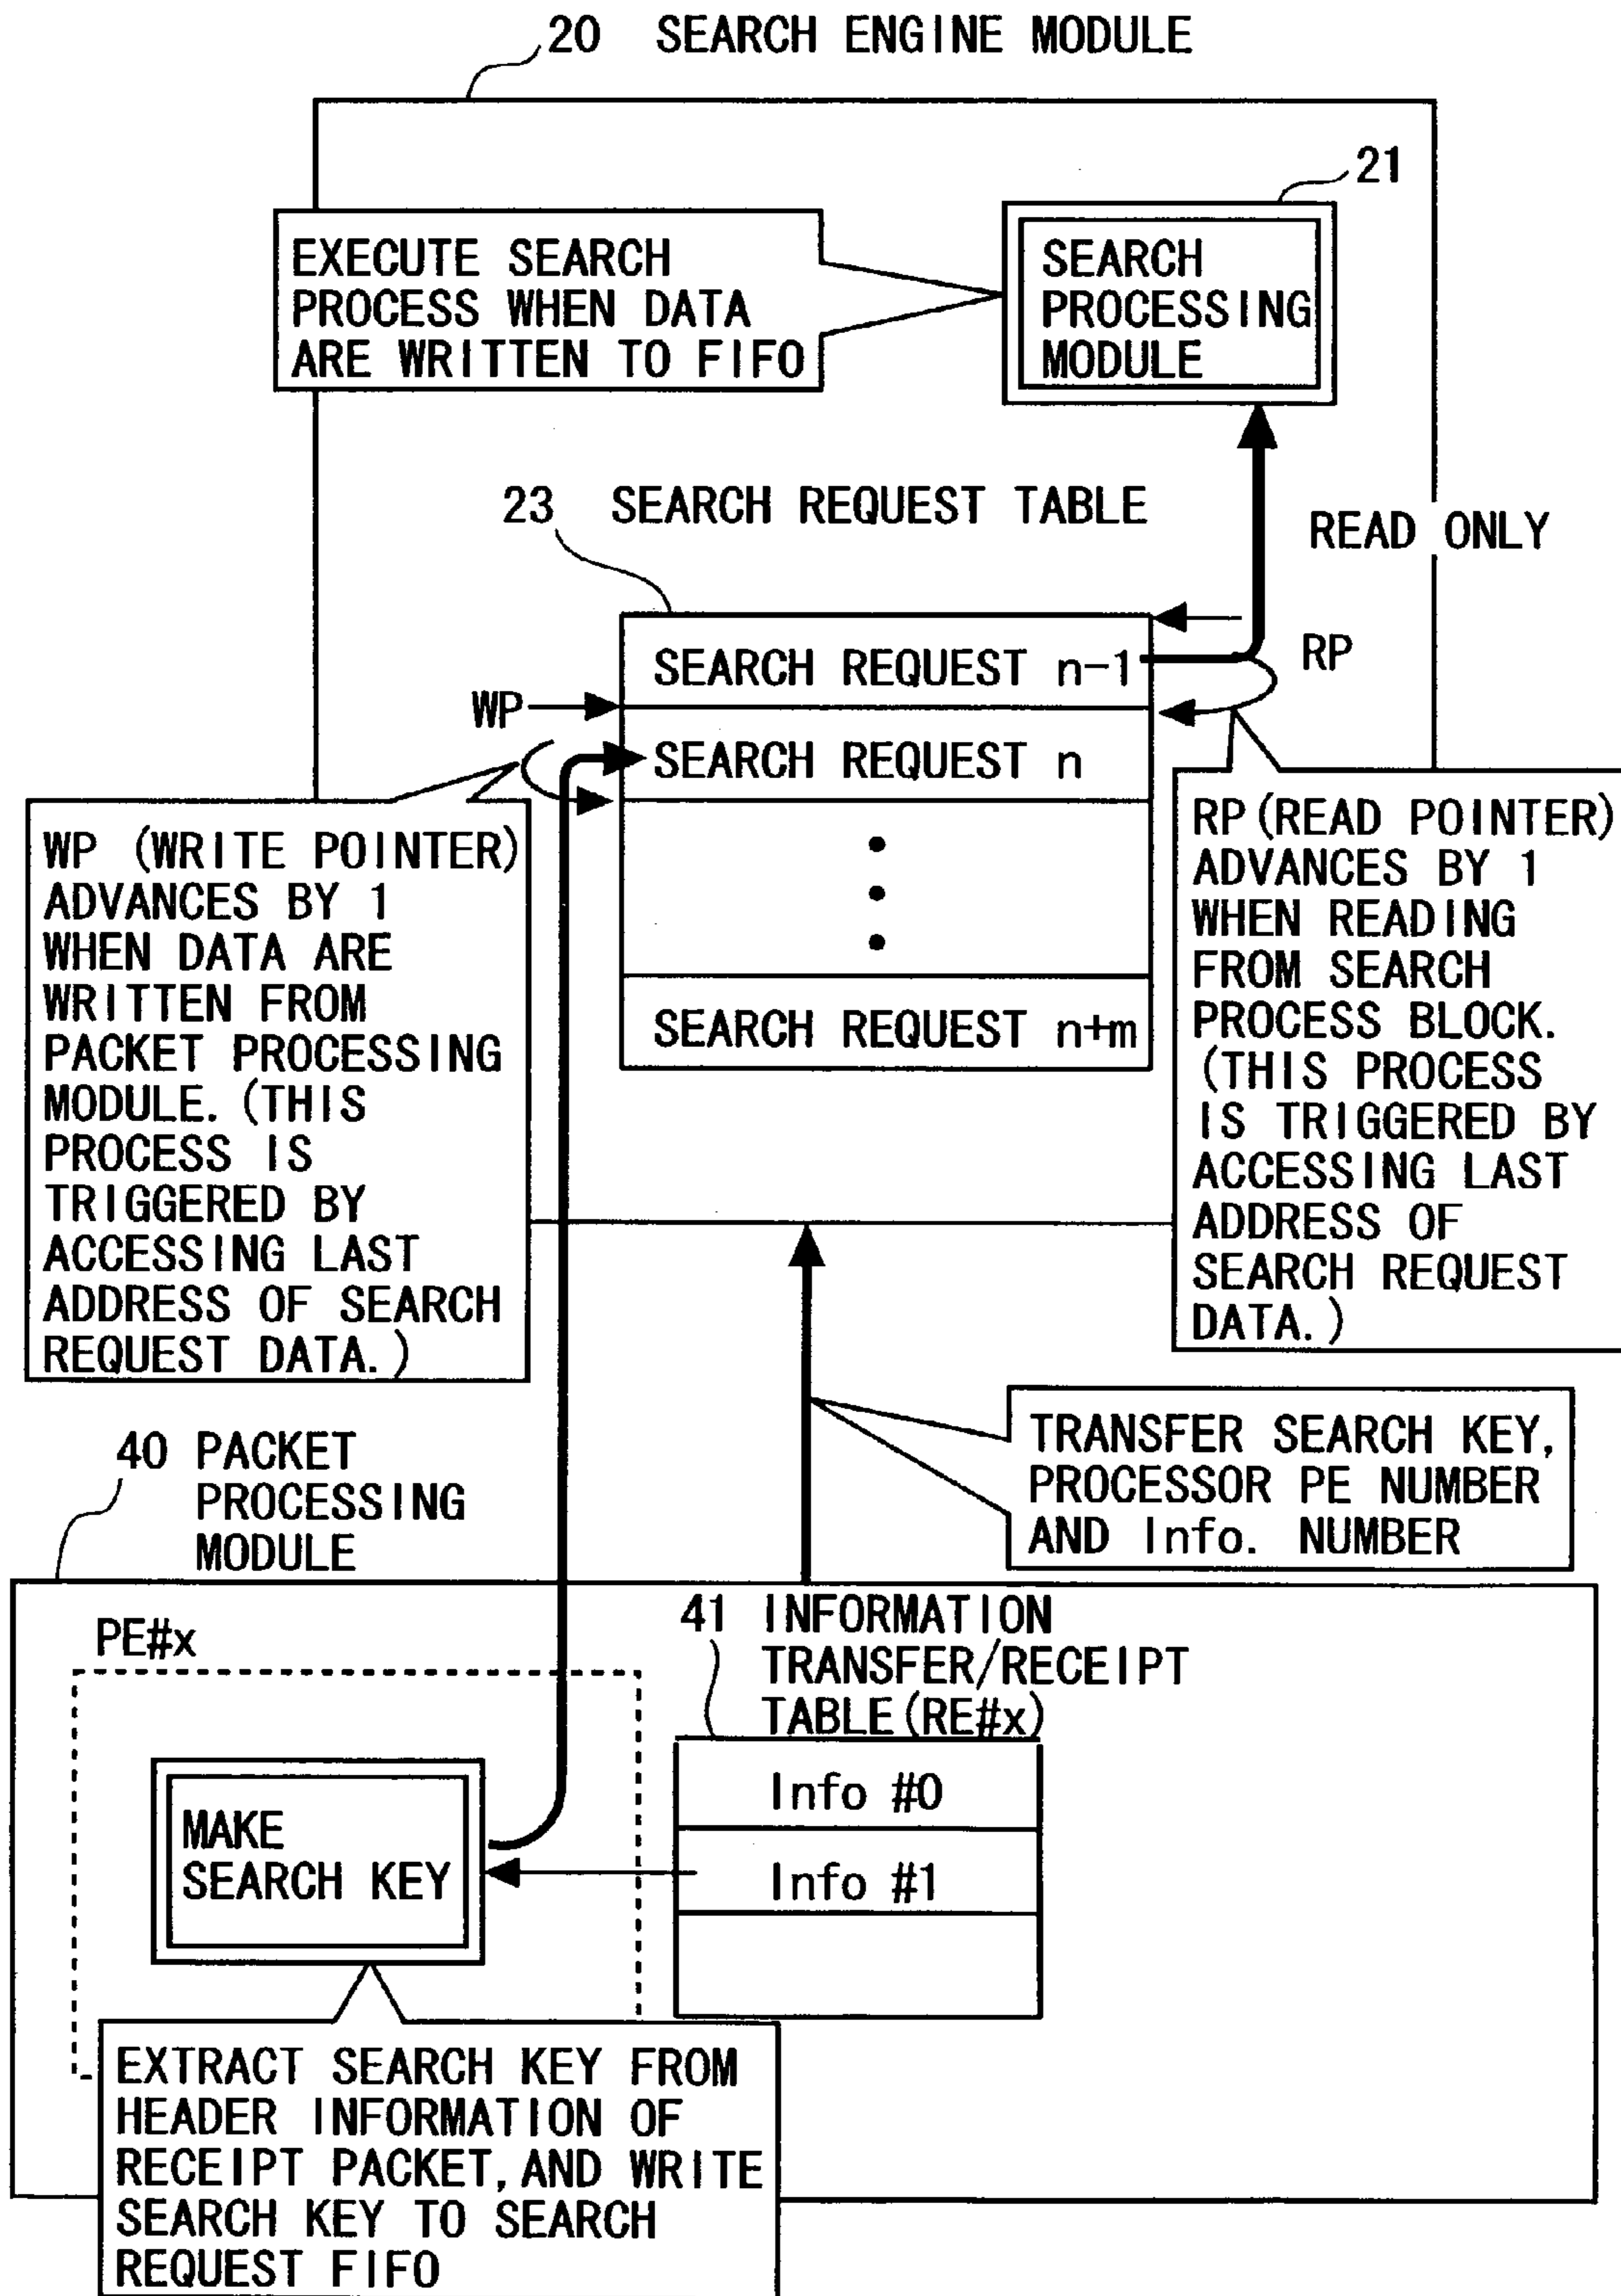 20 SEARCH ENGINE MODULE
21
EXECUTE SEARCH
PROCESS WHEN DATA
ARE WRITTEN TO FIFO
SEARCH
PROCESSING
MODULE
23 SEARCH REQUEST TABLE
READ ONLY
SEARCH REQUEST n-1
RP
WP
SEARCH REQUEST n
SEARCH REQUEST n+m
WP (WRITE POINTER)
ADVANCES BY 1
WHEN DATA ARE
WRITTEN FROM
PACKET PROCESSING
MODULE. (THIS
PROCESS IS
TRIGGERED BY
ACCESSING LAST
ADDRESS OF SEARCH
REQUEST DATA.)
RP (READ POINTER)
ADVANCES BY 1
WHEN READING
FROM SEARCH
PROCESS BLOCK.
(THIS PROCESS
IS TRIGGERED BY
ACCESSING LAST
ADDRESS OF
SEARCH REQUEST
DATA.)
TRANSFER SEARCH KEY,
PROCESSOR PE NUMBER
AND Info. NUMBER
40 PACKET
PROCESSING
MODULE
PE#x
41 INFORMATION
TRANSFER/RECEIPT
TABLE(RE#x)
Info #0
Info #1
MAKE
SEARCH KEY
EXTRACT SEARCH KEY FROM
HEADER INFORMATION OF
RECEIPT PACKET, AND WRITE
SEARCH KEY TO SEARCH
REQUEST FIFO